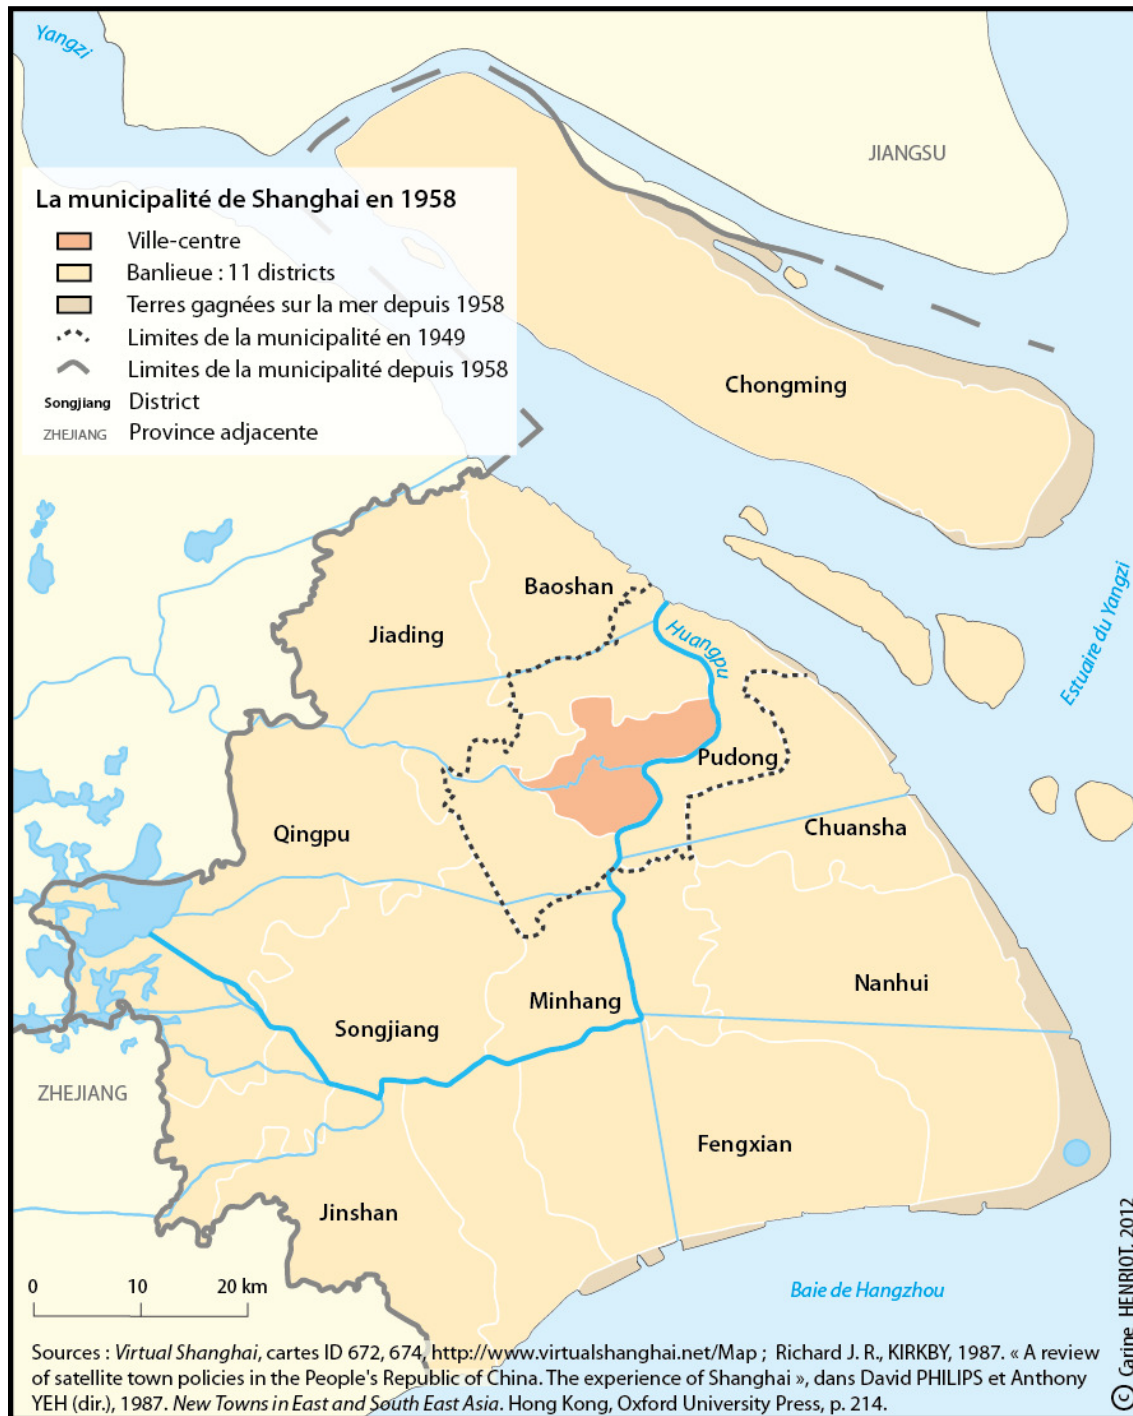 Yangzi
JIANGSU
La municipalité de Shanghai en 1958
Ville-centre
Banlieue : 11 districts
Terres gagnées sur la mer depuis 1958
Limites de la municipalité en 1949
Limites de la municipalité depuis 1958
Songjiang District
ZHEJIANG Province adjacente
Chongming
Baoshan
Jiading
Huangpu
Estuaire du Yangzi
Pudong
Qingpu
Chuansha
Nanhui
Minhang
Songjiang
ZHEJIANG
Fengxian
Jinshan
0 10 20 km
Baie de Hangzhou
© Carine HENRIOT, 2012
Sources : Virtual Shanghai, cartes ID 672, 674, http://www.virtualshanghai.net/Map ; Richard J. R., KIRKBY, 1987. « A review
of satellite town policies in the People's Republic of China. The experience of Shanghai », dans David PHILIPS et Anthony
YEH (dir.), 1987. New Towns in East and South East Asia. Hong Kong, Oxford University Press, p. 214.